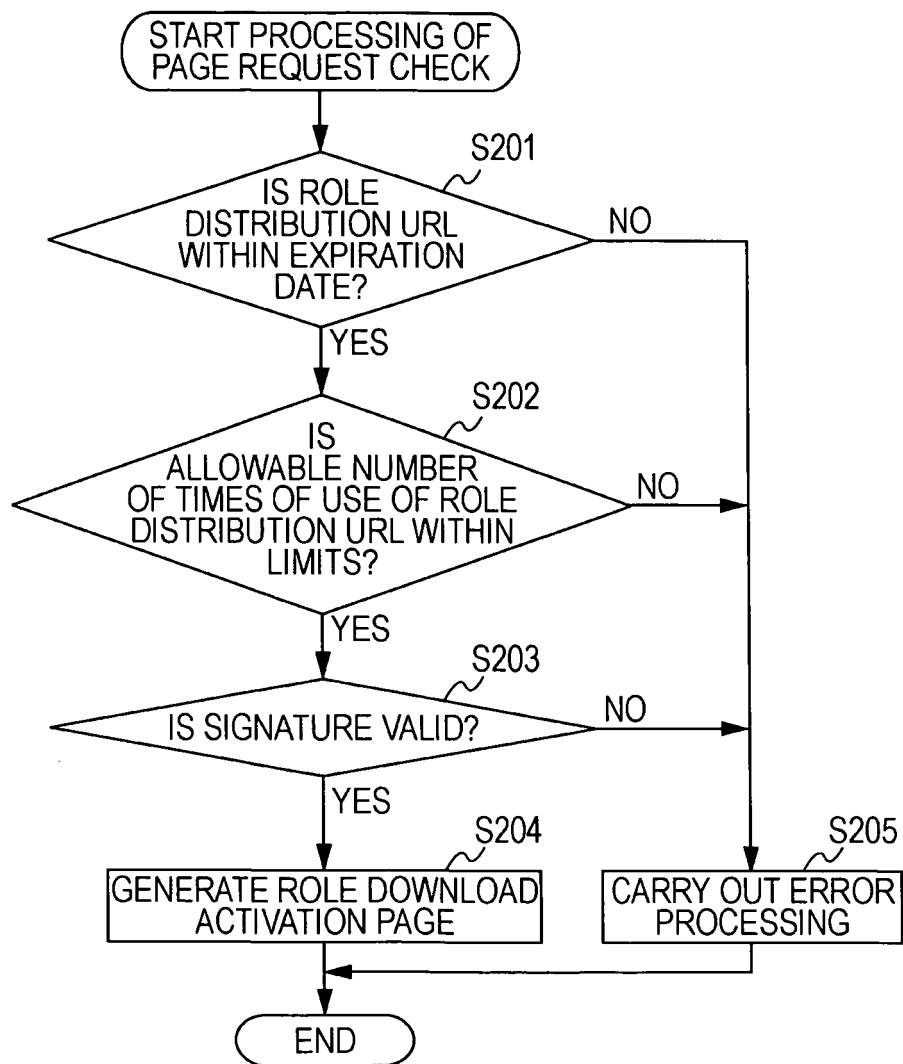 START PROCESSING OF
PAGE REQUEST CHECK
S201
IS ROLE
DISTRIBUTION URL
WITHIN EXPIRATION
DATE?
NO
YES
S202
IS
ALLOWABLE NUMBER
OF TIMES OF USE OF ROLE
DISTRIBUTION URL WITHIN
LIMITS?
NO
YES
S203
IS SIGNATURE VALID?
NO
YES
S204
GENERATE ROLE DOWNLOAD
ACTIVATION PAGE
S205
CARRY OUT ERROR
PROCESSING
END